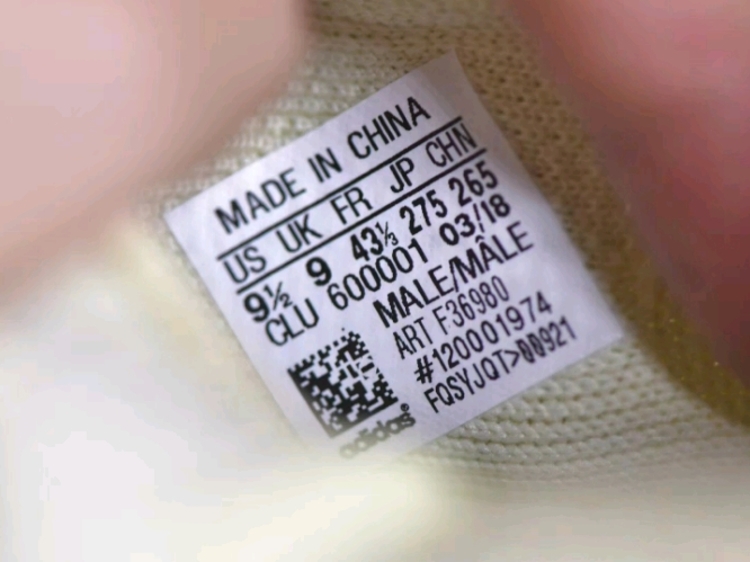 MADE IN CHINA
US UK FR JP CHN
9½ 9 43⅓ 275 265
CLU 600001 03/18
MALE/MÂLE
ART F36980
#120001974
FQSYJQT>00921
adidas®